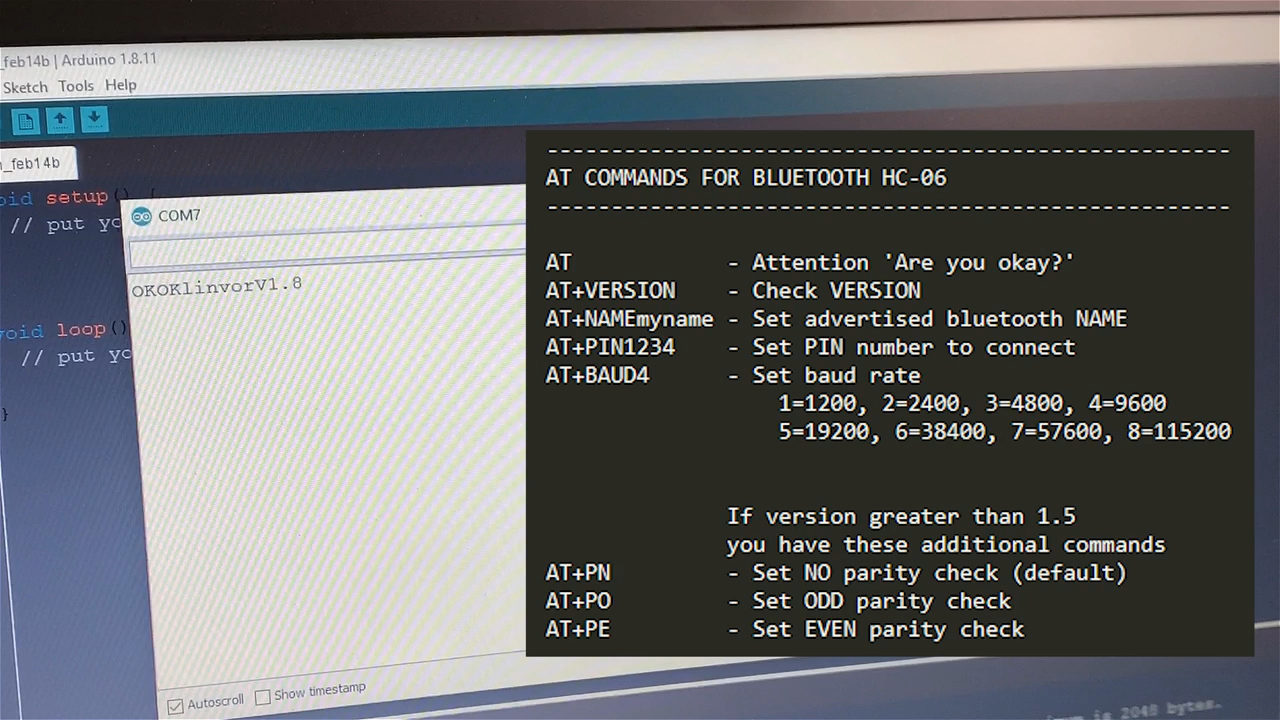 _feb14b | Arduino 1.8.11
Sketch Tools Help
_feb14b
void setup() {
// put yo
COM7
OKOKlinvorV1.8
void loop()
// put yo
}
Autoscroll Show timestamp
is 2048 bytes.
------------------------------------------------------
AT COMMANDS FOR BLUETOOTH HC-06
------------------------------------------------------
AT - Attention 'Are you okay?'
AT+VERSION - Check VERSION
AT+NAMEmyname - Set advertised bluetooth NAME
AT+PIN1234 - Set PIN number to connect
AT+BAUD4 - Set baud rate
1=1200, 2=2400, 3=4800, 4=9600
5=19200, 6=38400, 7=57600, 8=115200
If version greater than 1.5
you have these additional commands
AT+PN - Set NO parity check (default)
AT+PO - Set ODD parity check
AT+PE - Set EVEN parity check